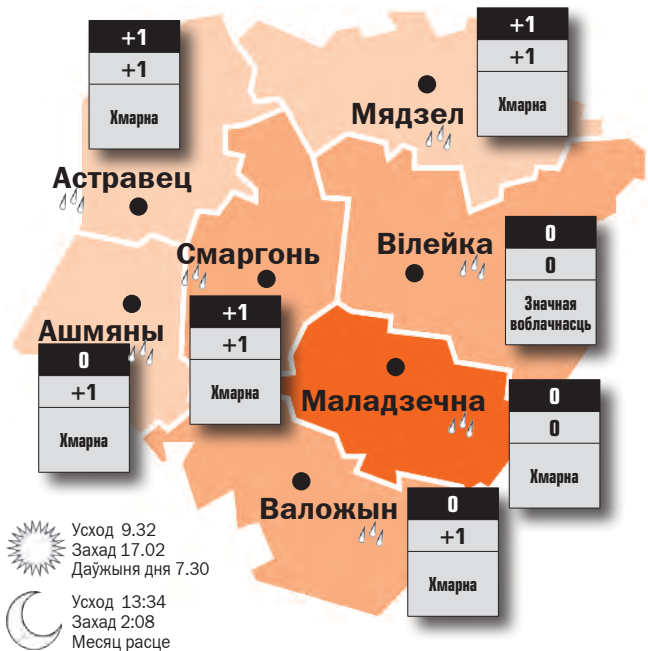 +1
+1
Хмарна
+1
+1
Хмарна
Мядзел
Астравец
Смаргонь
Вілейка
0
0
Значная
воблачнасць
Ашмяны
0
+1
Хмарна
+1
+1
Хмарна
Маладзечна
0
0
Хмарна
Валожын
0
+1
Хмарна
Усход 9.32
Захад 17.02
Даўжыня дня 7.30
Усход 13:34
Захад 2:08
Месяц расце